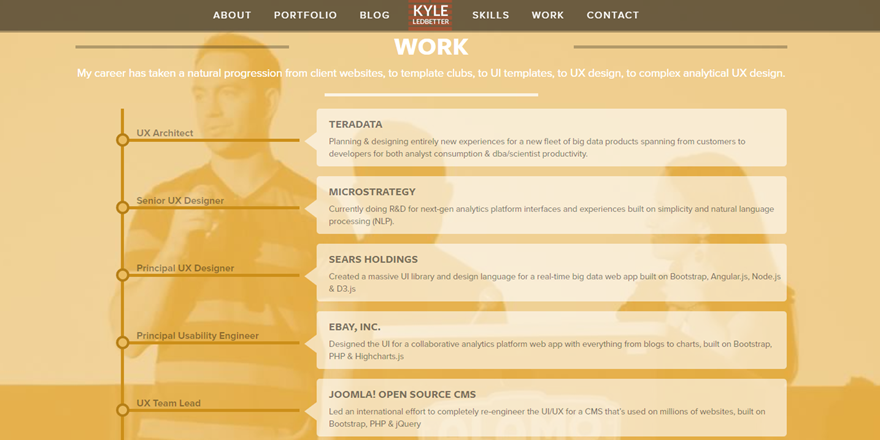 ABOUT PORTFOLIO BLOG KYLE SKILLS WORK CONTACT
LEDBETTER
WORK
My career has taken a natural progression from client websites, to template clubs, to UI templates, to UX design, to complex analytical UX design.
UX Architect
TERADATA
Planning & designing entirely new experiences for a new fleet of big data products spanning from customers to
developers for both analyst consumption & dba/scientist productivity.
Senior UX Designer
MICROSTRATEGY
Currently doing R&D for next-gen analytics platform interfaces and experiences built on simplicity and natural language
processing (NLP).
Principal UX Designer
SEARS HOLDINGS
Created a massive UI library and design language for a real-time big data web app built on Bootstrap, Angular.js, Node.js
& D3.js
Principal Usability Engineer
EBAY, INC.
Designed the UI for a collaborative analytics platform web app with everything from blogs to charts, built on Bootstrap,
PHP & Highcharts.js
UX Team Lead
JOOMLA! OPEN SOURCE CMS
Led an international effort to completely re-engineer the UI/UX for a CMS that's used on millions of websites, built on
Bootstrap, PHP & jQuery